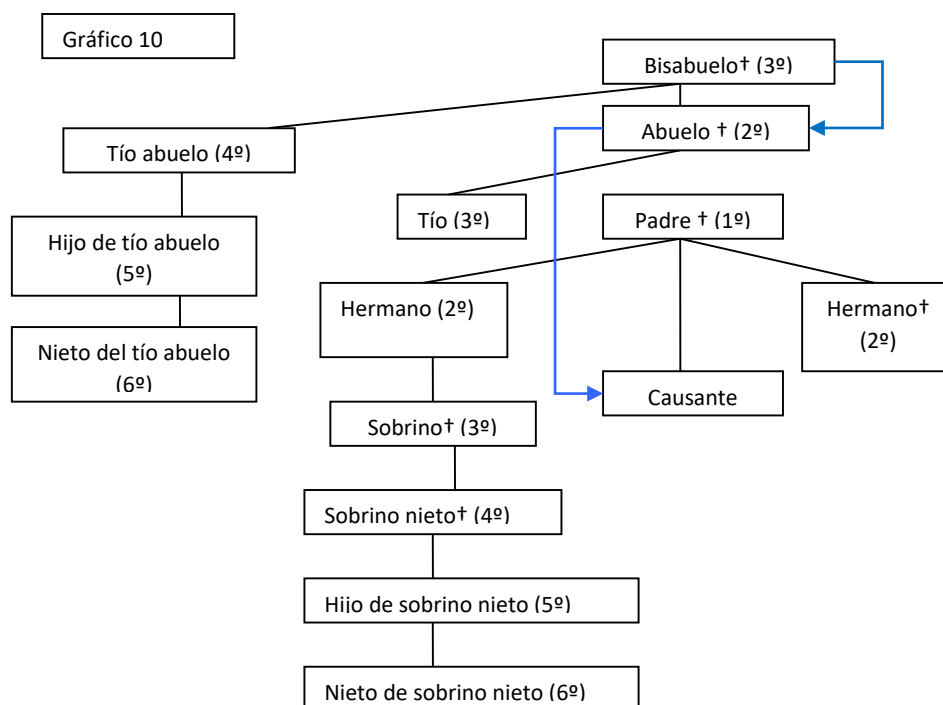 Gráfico 10
Bisabuelo† (3º)
Abuelo † (2º)
Tío abuelo (4º)
Tío (3º)
Padre † (1º)
Hijo de tío abuelo
(5º)
Hermano (2º)
Hermano†
(2º)
Nieto del tío abuelo
(6º)
Causante
Sobrino† (3º)
Sobrino nieto† (4º)
Hijo de sobrino nieto (5º)
Nieto de sobrino nieto (6º)